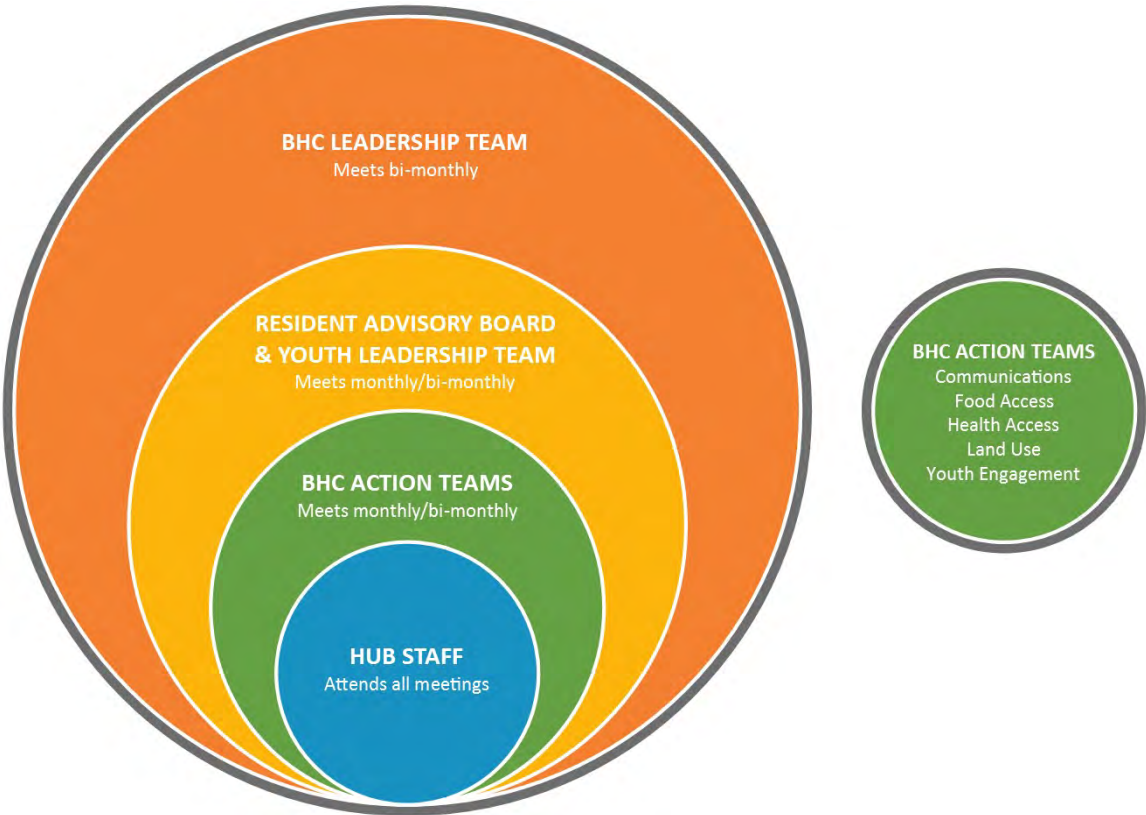 BHC LEADERSHIP TEAM
Meets bi-monthly
RESIDENT ADVISORY BOARD
& YOUTH LEADERSHIP TEAM
Meets monthly/bi-monthly
BHC ACTION TEAMS
Meets monthly/bi-monthly
HUB STAFF
Attends all meetings
BHC ACTION TEAMS
Communications
Food Access
Health Access
Land Use
Youth Engagement